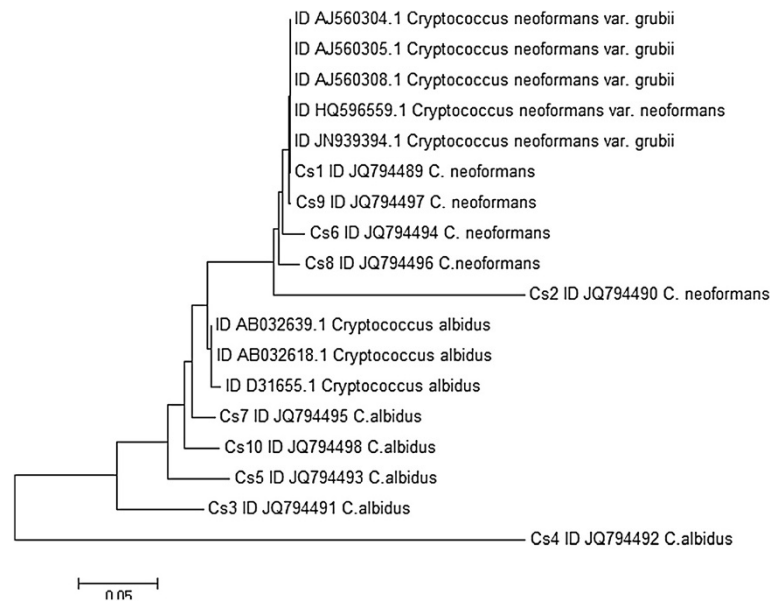 ID AJ560304.1 Cryptococcus neoformans var. grubii
ID AJ560305.1 Cryptococcus neoformans var. grubii
ID AJ560308.1 Cryptococcus neoformans var. grubii
ID HQ596559.1 Cryptococcus neoformans var. neoformans
ID JN939394.1 Cryptococcus neoformans var. grubii
Cs1 ID JQ794489 C. neoformans
Cs9 ID JQ794497 C. neoformans
Cs6 ID JQ794494 C. neoformans
Cs8 ID JQ794496 C.neoformans
Cs2 ID JQ794490 C. neoformans
ID AB032639.1 Cryptococcus albidus
ID AB032618.1 Cryptococcus albidus
ID D31655.1 Cryptococcus albidus
Cs7 ID JQ794495 C.albidus
Cs10 ID JQ794498 C.albidus
Cs5 ID JQ794493 C.albidus
Cs3 ID JQ794491 C.albidus
Cs4 ID JQ794492 C.albidus
0.05